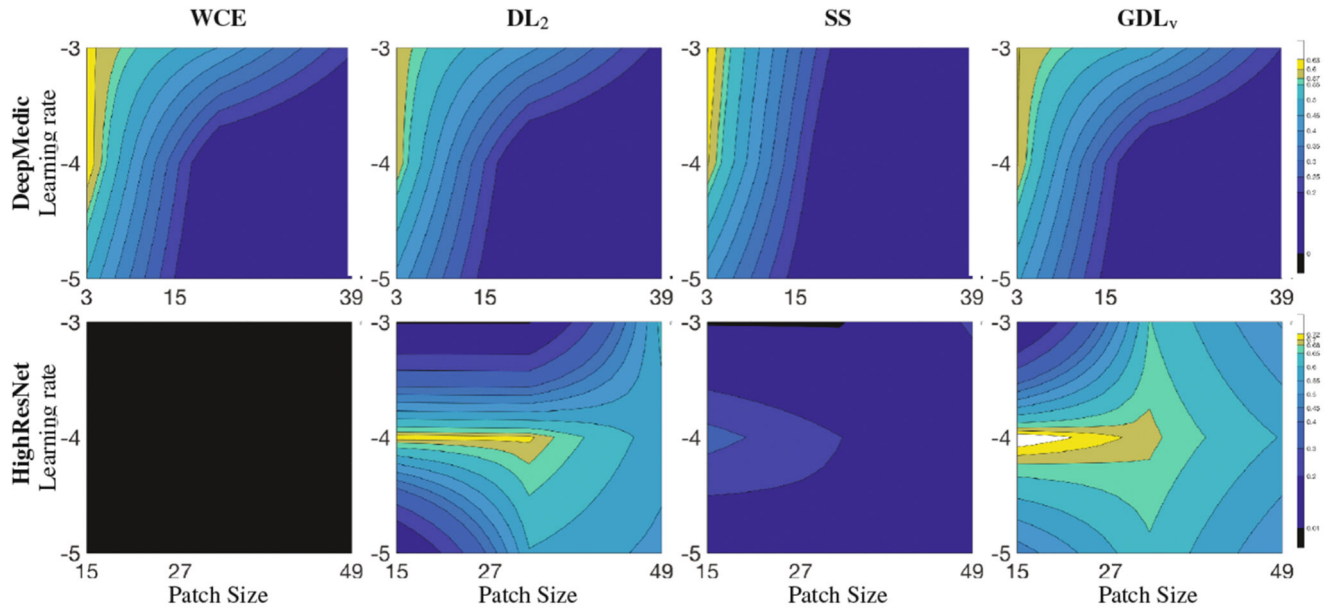 WCE DL2 SS GDLv
DeepMedic
Learning rate
-3 -3 -3 -3
-4 -4 -4 -4
-5 -5 -5 -5
3 15 39 3 15 39 3 15 39 3 15 39
HighResNet
Learning rate
-3 -3 -3 -3
-4 -4 -4 -4
-5 -5 -5 -5
15 27 49 15 27 49 15 27 49 15 27 49
Patch Size Patch Size Patch Size Patch Size